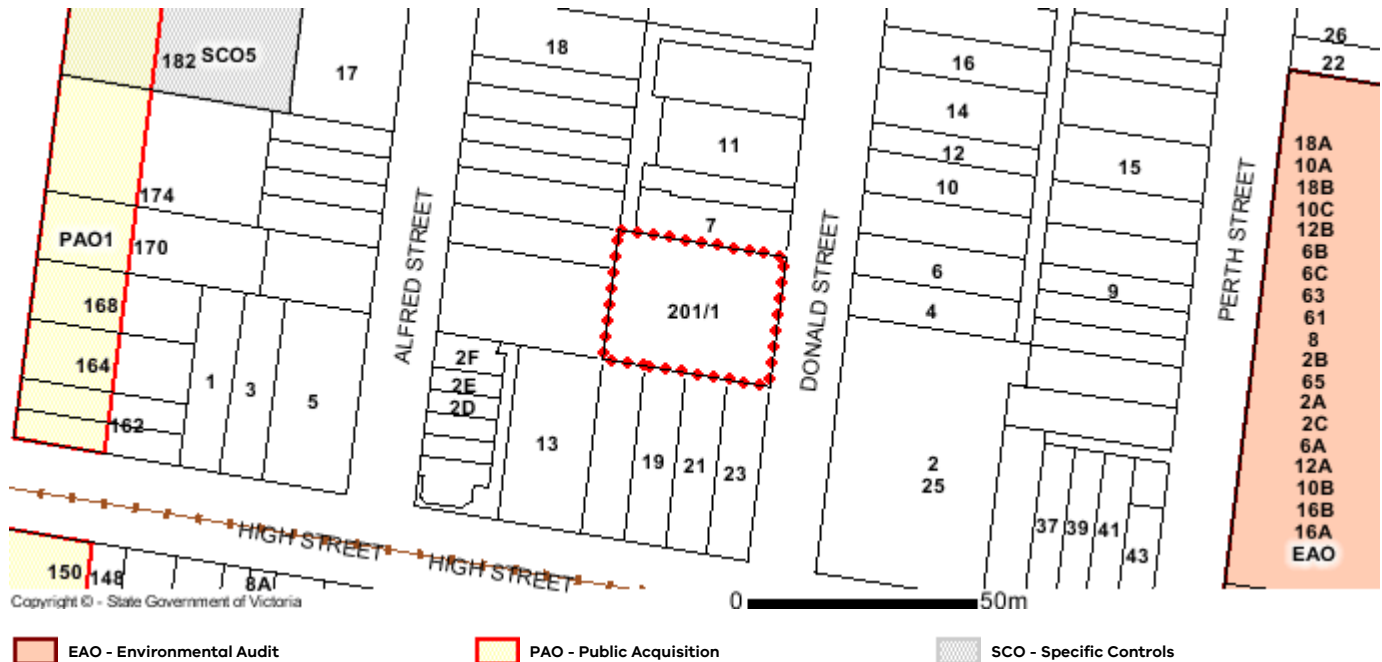 182
SCO5
17
18
16
14
12
10
11
7
15
26
22
18A
10A
18B
10C
12B
6B
6C
63
61
8
2B
65
2A
2C
6A
12A
10B
16B
16A
EAO
174
PAO1
170
168
164
162
1
3
5
ALFRED STREET
2F
2E
2D
13
201/1
DONALD STREET
6
4
9
PERTH STREET
19
21
23
2
25
37
39
41
43
HIGH STREET
HIGH STREET
150
148
8A
0
50m
Copyright © - State Government of Victoria
EAO - Environmental Audit
PAO - Public Acquisition
SCO - Specific Controls